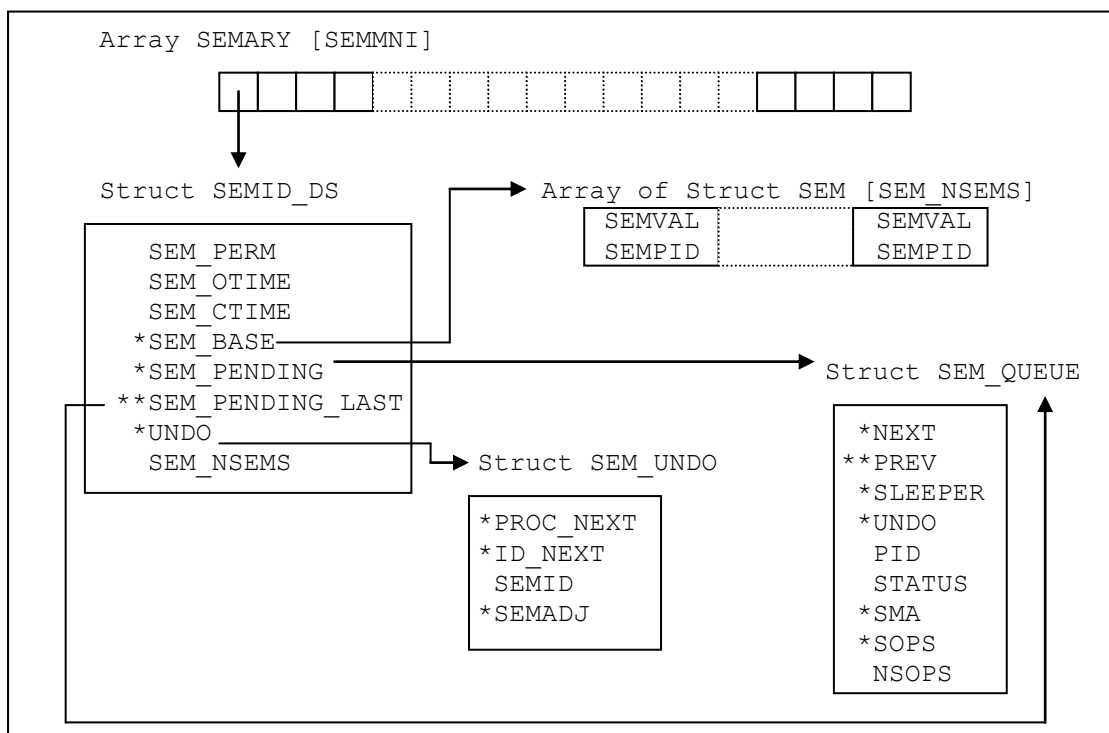 Array SEMARY [SEMMNI]
Struct SEMID_DS
SEM_PERM
SEM_OTIME
SEM_CTIME
*SEM_BASE
*SEM_PENDING
**SEM_PENDING_LAST
*UNDO
SEM_NSEMS
Array of Struct SEM [SEM_NSEMS]
SEMVAL SEMVAL
SEMPID SEMPID
Struct SEM_QUEUE
*NEXT
**PREV
*SLEEPER
*UNDO
PID
STATUS
*SMA
*SOPS
NSOPS
Struct SEM_UNDO
*PROC_NEXT
*ID_NEXT
SEMID
*SEMADJ